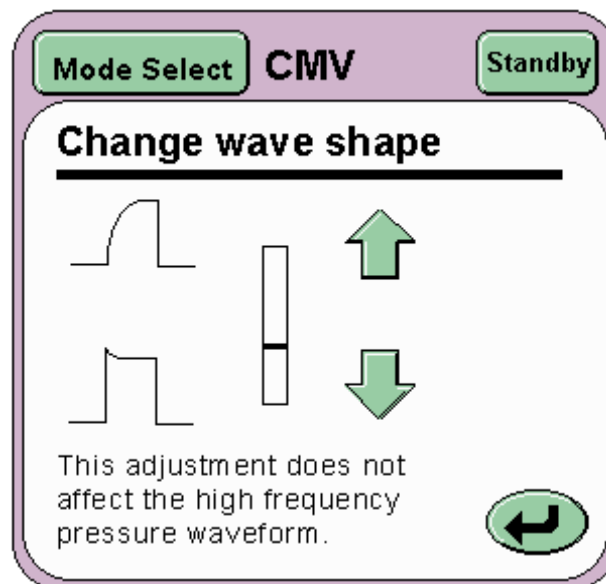 Mode Select CMV Standby
Change wave shape
This adjustment does not
affect the high frequency
pressure waveform.